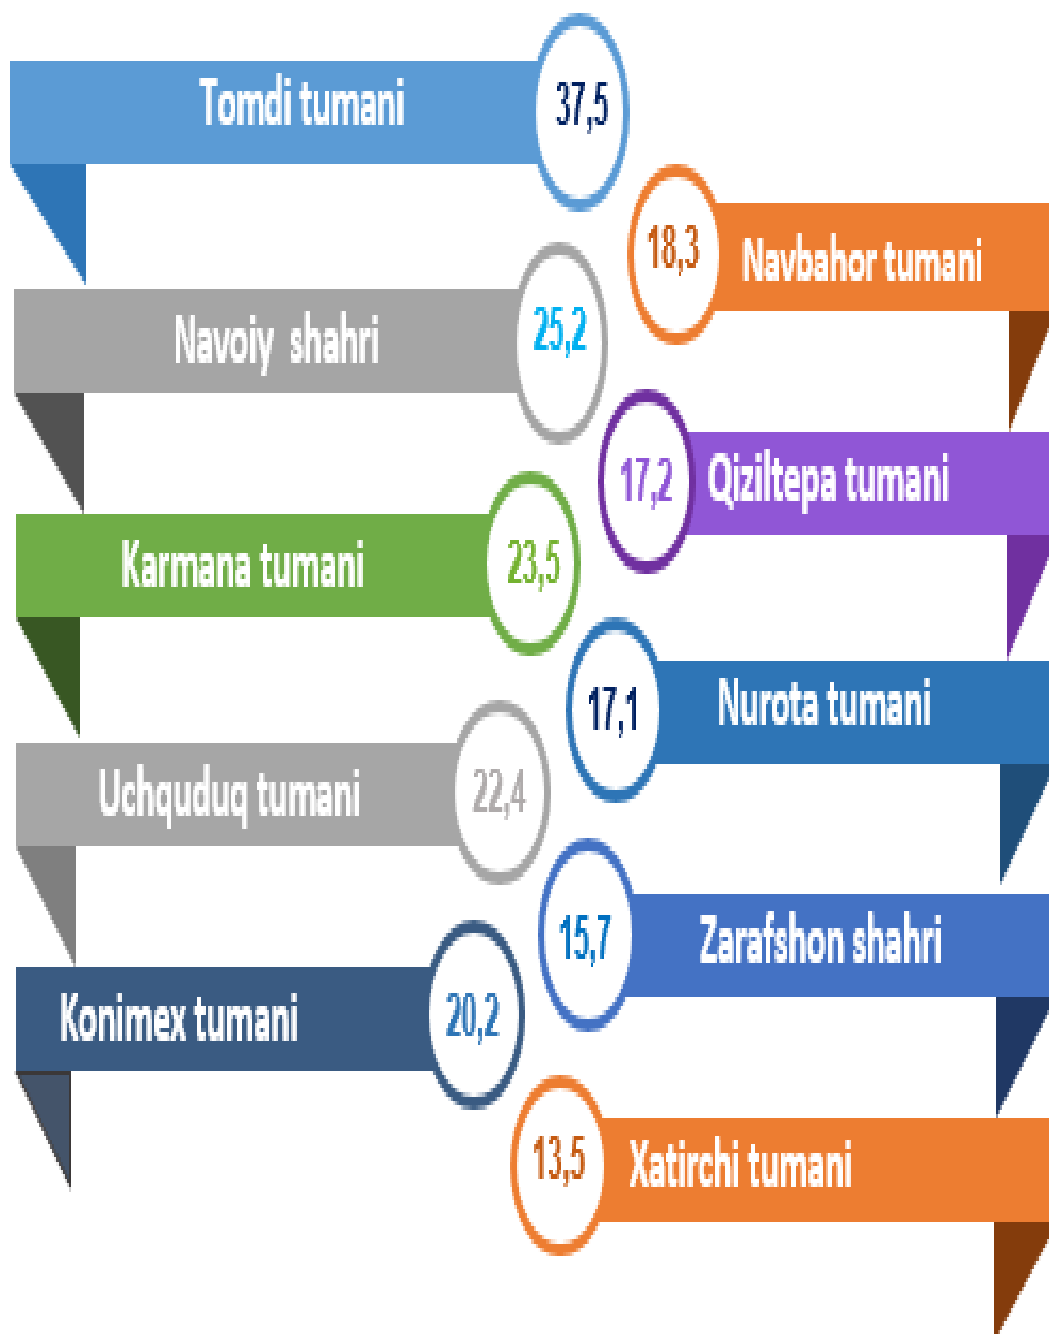 Tomdi tumani
37,5
18,3
Navbahor tumani
Navoiy shahri
25,2
17,2
Qiziltepa tumani
Karmana tumani
23,5
17,1
Nurota tumani
Uchquduq tumani
22,4
15,7
Zarafshon shahri
Konimex tumani
20,2
13,5
Xatirchi tumani